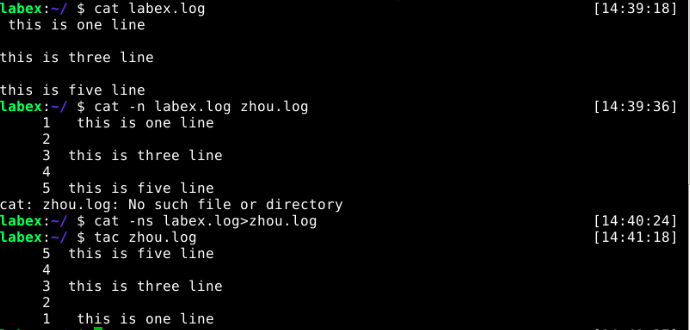 labex:~/ $ cat labex.log [14:39:18]
 this is one line
this is three line
this is five line
labex:~/ $ cat -n labex.log zhou.log [14:39:36]
     1   this is one line
     2
     3  this is three line
     4
     5  this is five line
cat: zhou.log: No such file or directory
labex:~/ $ cat -ns labex.log>zhou.log [14:40:24]
labex:~/ $ tac zhou.log [14:41:18]
     5  this is five line
     4
     3  this is three line
     2
     1   this is one line